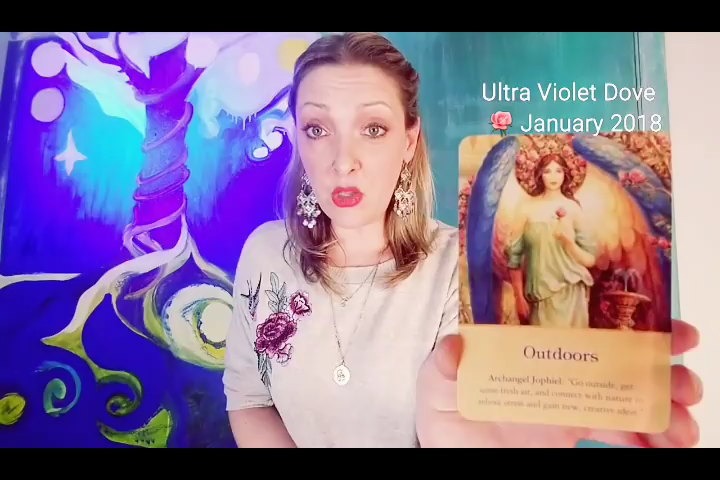 Ultra Violet Dove
🌹 January 2018
Outdoors
Archangel Jophiel: "Go outside, get
some fresh air, and connect with nature to
reduce stress and gain new, creative ideas."